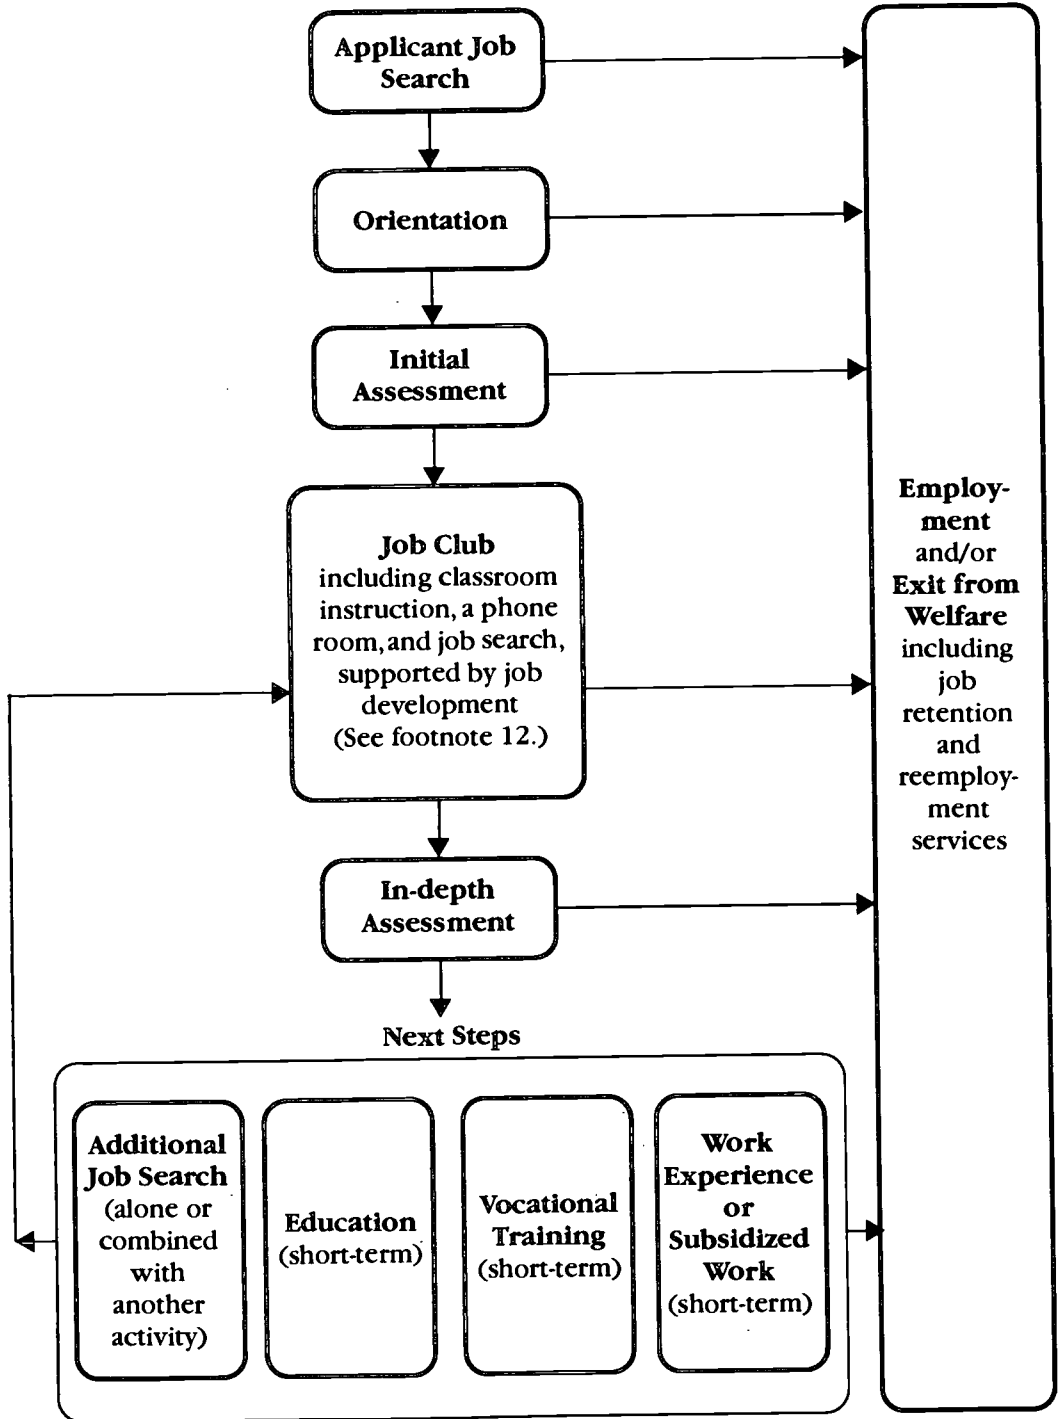 Applicant Job
Search
Orientation
Initial
Assessment
Job Club
including classroom
instruction, a phone
room, and job search,
supported by job
development
(See footnote 12.)
In-depth
Assessment
Next Steps
Additional
Job Search
(alone or
combined
with
another
activity)
Education
(short-term)
Vocational
Training
(short-term)
Work
Experience
or
Subsidized
Work
(short-term)
Employ-
ment
and/or
Exit from
Welfare
including
job
retention
and
reemploy-
ment
services